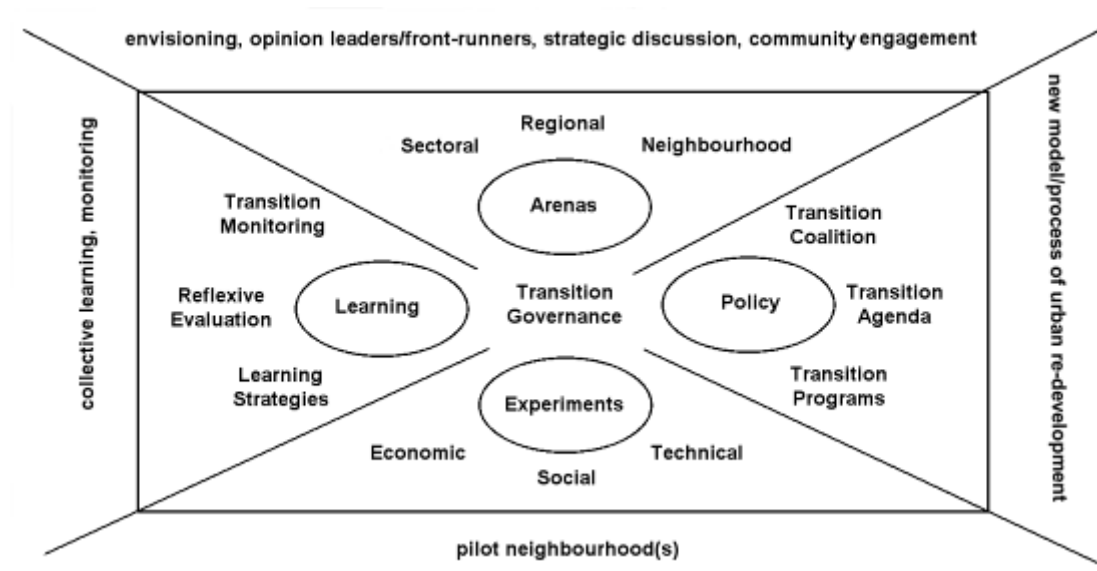 envisioning, opinion leaders/front-runners, strategic discussion, community engagement
collective learning, monitoring
new model/process of urban re-development
Regional
Sectoral
Neighbourhood
Arenas
Transition
Monitoring
Transition
Coalition
Reflexive
Evaluation
Learning
Transition
Governance
Policy
Transition
Agenda
Learning
Strategies
Transition
Programs
Experiments
Economic
Technical
Social
pilot neighbourhood(s)